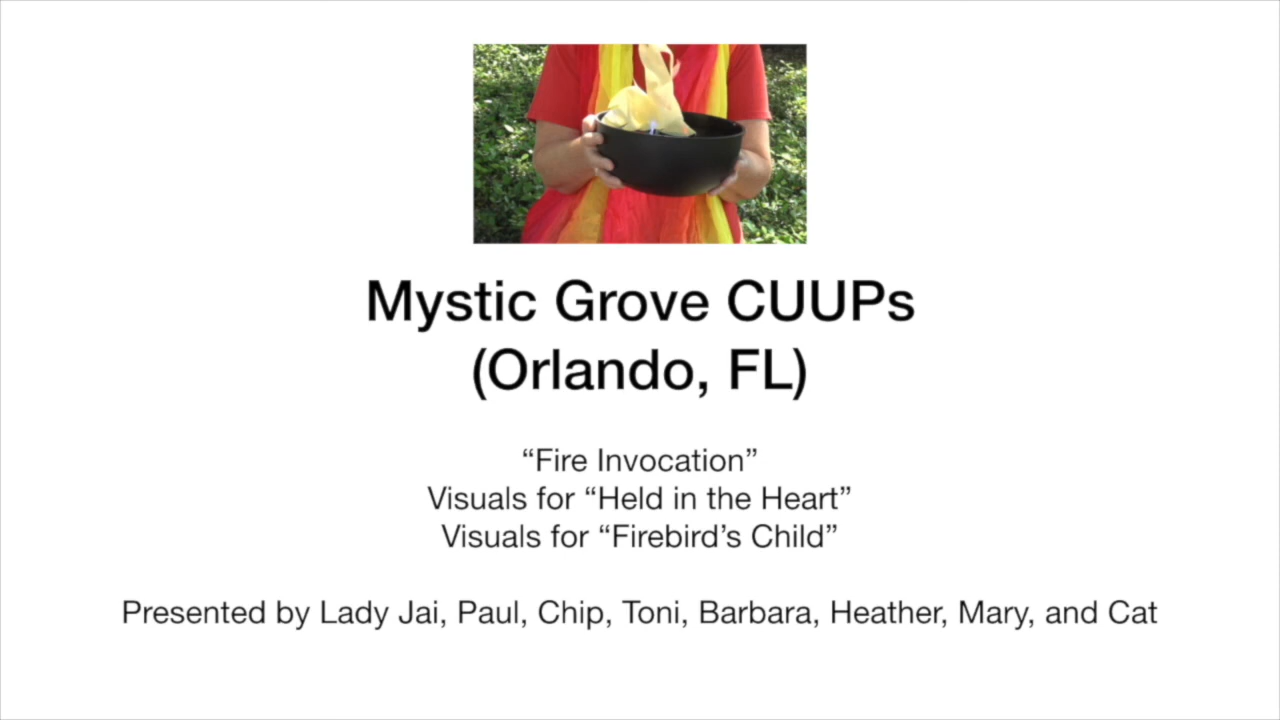 Mystic Grove CUUPs
(Orlando, FL)
“Fire Invocation”
Visuals for “Held in the Heart”
Visuals for “Firebird’s Child”
Presented by Lady Jai, Paul, Chip, Toni, Barbara, Heather, Mary, and Cat